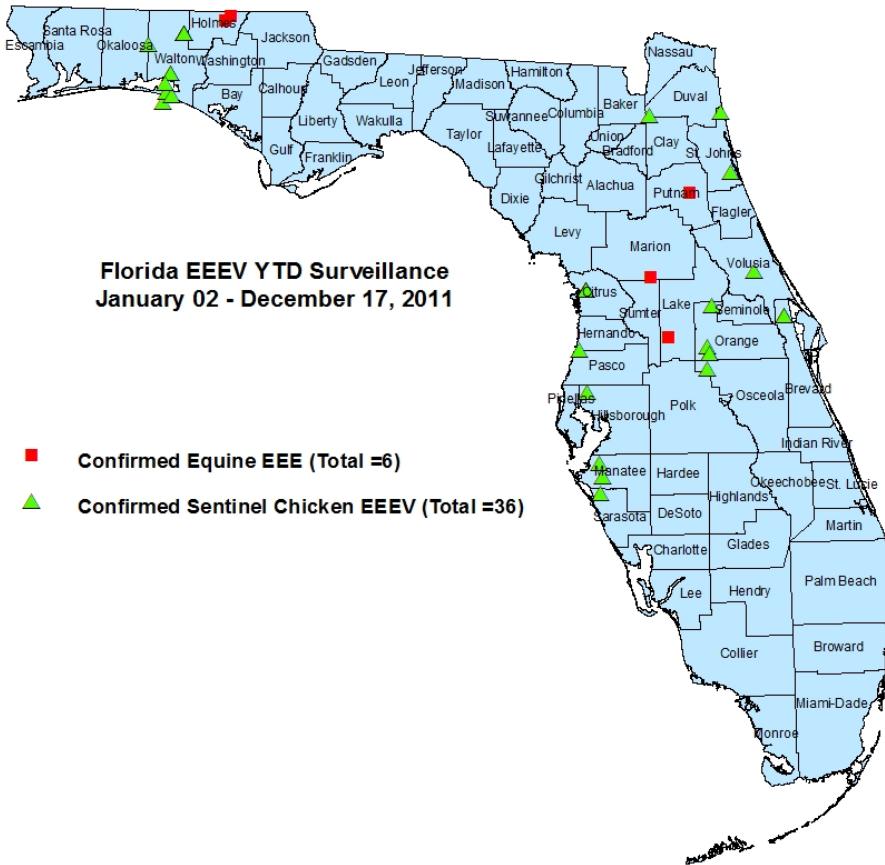 Holmes
Jackson
Santa Rosa
Escambia
Okaloosa
Walton
Washington
Nassau
Gadsden
Jefferson
Hamilton
Leon
Madison
Bay
Calhoun
Baker
Duval
Liberty
Wakulla
Suwannee
Columbia
Taylor
Union
Clay
Lafayette
Bradford
St. Johns
Gulf
Franklin
Gilchrist
Alachua
Putnam
Dixie
Flagler
Levy
Marion
Volusia
Florida EEEV YTD Surveillance
January 02 - December 17, 2011
Citrus
Sumter
Lake
Seminole
Hernando
Orange
Pasco
Pinellas
Hillsborough
Polk
Osceola
Brevard
Indian River
Confirmed Equine EEE (Total =6)
Manatee
Hardee
Okeechobee
St. Lucie
Highlands
Confirmed Sentinel Chicken EEEV (Total =36)
Sarasota
DeSoto
Martin
Charlotte
Glades
Lee
Hendry
Palm Beach
Collier
Broward
Miami-Dade
Monroe